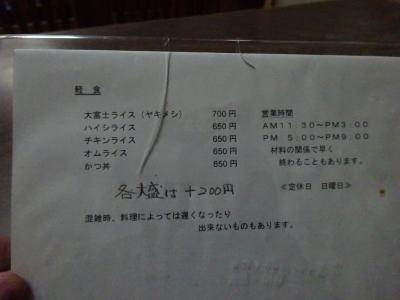 軽 食
大富士ライス（ヤキメシ） 700円
ハイシライス 650円
チキンライス 650円
オムライス 650円
かつ丼 850円
各大盛は＋200円
混雑時、料理によっては遅くなったり
出来ないものもあります。
営業時間
AM11：30～PM3：00
PM 5：00～PM9：00
材料の関係で早く
終わることもあります。
≪定休日 日曜日≫